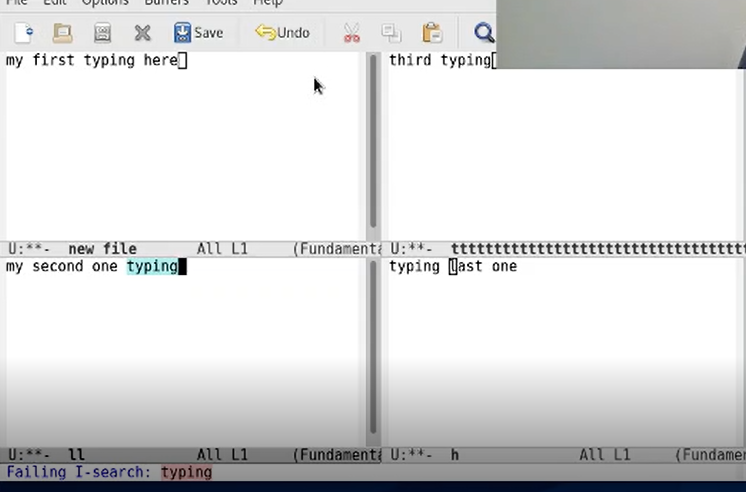 File Edit Options Buffers Tools Help
Save Undo
my first typing here
third typing
U:**- new file All L1 (Fundamenta
U:**- tttttttttttttttttttttttttttttttttt
my second one typing
typing last one
U:**- ll All L1 (Fundamenta
U:**- h All L1 (Fundamen
Failing I-search: typing